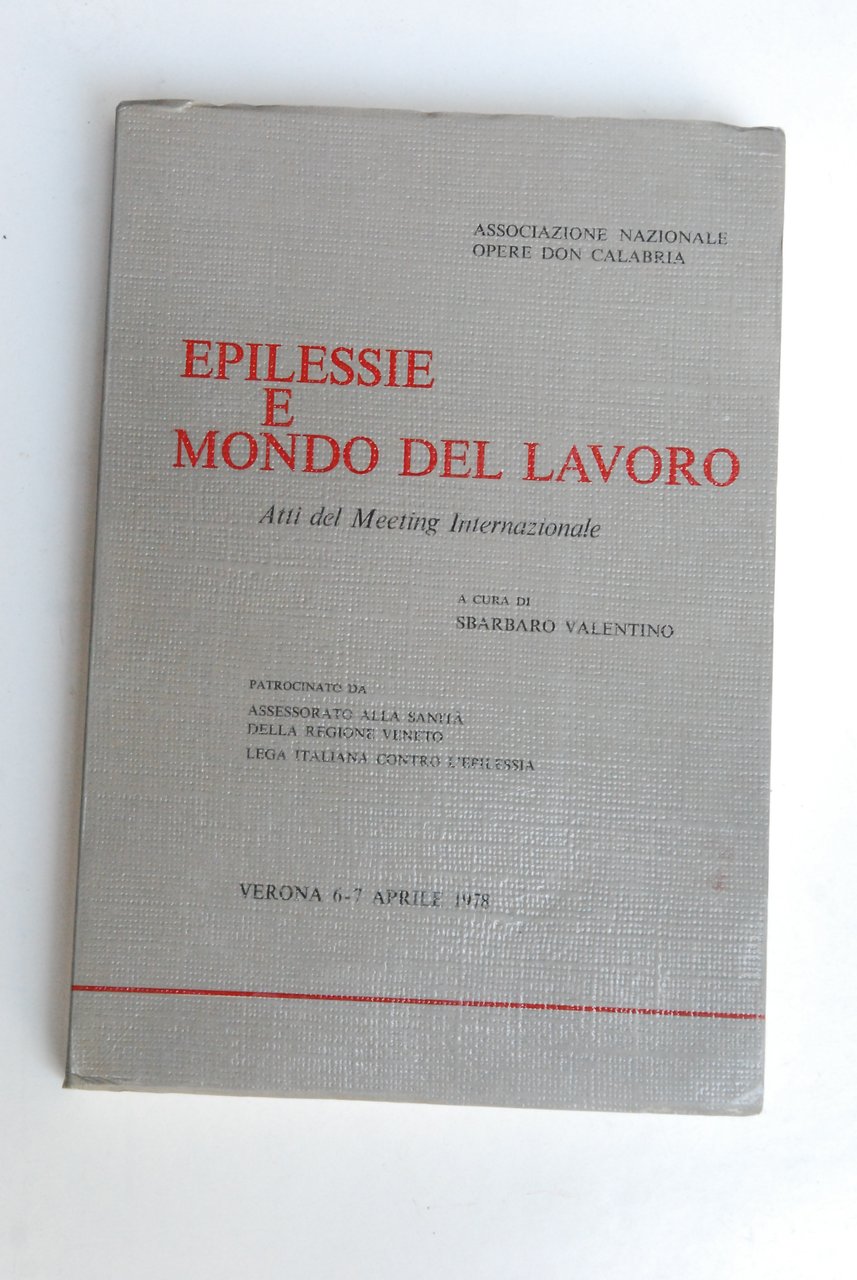 ASSOCIAZIONE NAZIONALE
OPERE DON CALABRIA
EPILESSIE
E
MONDO DEL LAVORO
Atti del Meeting Internazionale
A CURA DI
SBARBARO VALENTINO
PATROCINATO DA
ASSESSORATO ALLA SANITÀ
DELLA REGIONE VENETO
LEGA ITALIANA CONTRO L'EPILESSIA
VERONA 6-7 APRILE 1978